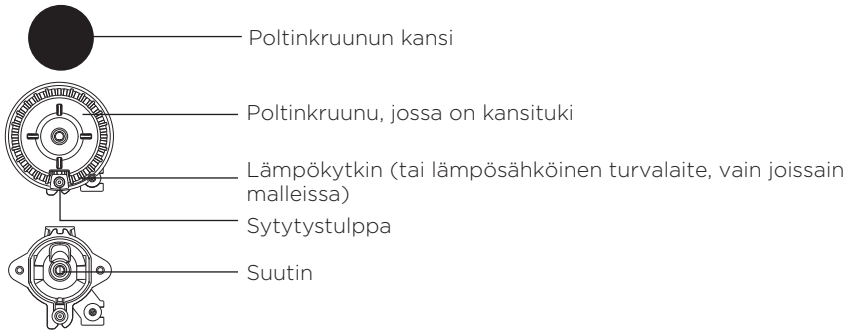 Poltinkruunun kansi
Poltinkruunu, jossa on kansituki
Lämpökytkin (tai lämpösähköinen turvalaite, vain joissain
malleissa)
Sytytystulppa
Suutin